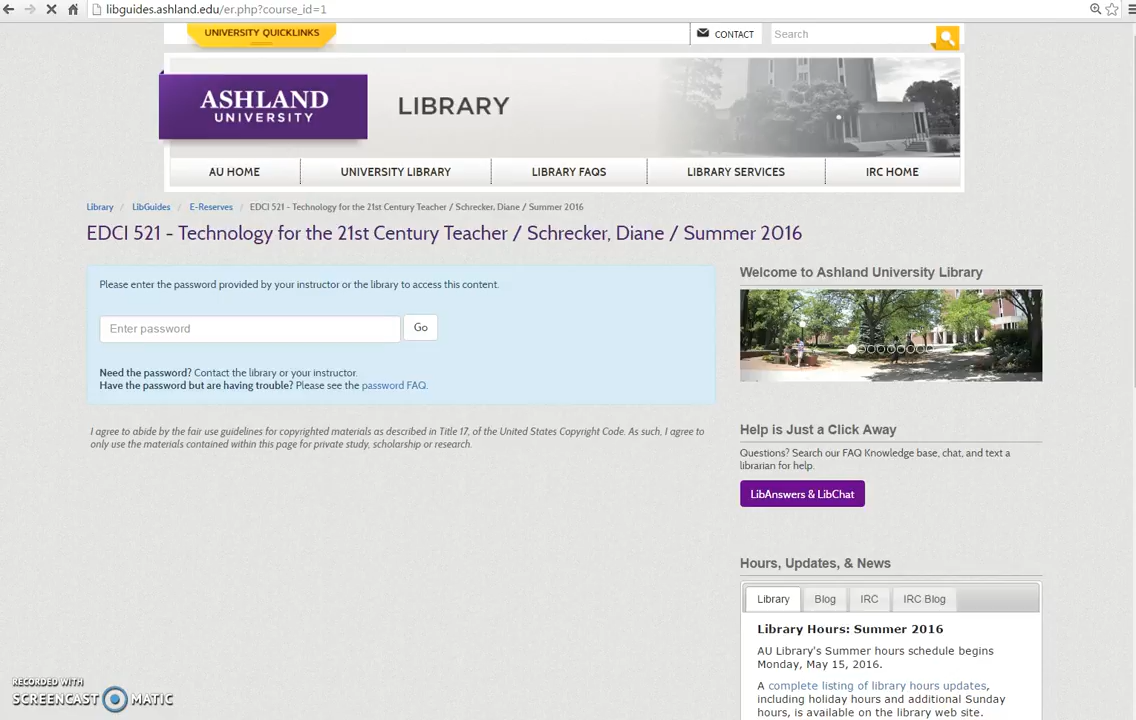 libguides.ashland.edu/er.php?course_id=1
UNIVERSITY QUICKLINKS
CONTACT
Search
ASHLAND
UNIVERSITY
LIBRARY
AU HOME
UNIVERSITY LIBRARY
LIBRARY FAQS
LIBRARY SERVICES
IRC HOME
Library / LibGuides / E-Reserves / EDCI 521 - Technology for the 21st Century Teacher / Schrecker, Diane / Summer 2016
EDCI 521 - Technology for the 21st Century Teacher / Schrecker, Diane / Summer 2016
Please enter the password provided by your instructor or the library to access this content.
Enter password
Go
Need the password? Contact the library or your instructor.
Have the password but are having trouble? Please see the password FAQ.
I agree to abide by the fair use guidelines for copyrighted materials as described in Title 17, of the United States Copyright Code. As such, I agree to
only use the materials contained within this page for private study, scholarship or research.
Welcome to Ashland University Library
Help is Just a Click Away
Questions? Search our FAQ Knowledge base, chat, and text a
librarian for help.
LibAnswers & LibChat
Hours, Updates, & News
Library
Blog
IRC
IRC Blog
Library Hours: Summer 2016
AU Library's Summer hours schedule begins
Monday, May 15, 2016.
A complete listing of library hours updates,
including holiday hours and additional Sunday
hours, is available on the library web site.
RECORDED WITH
SCREENCAST MATIC